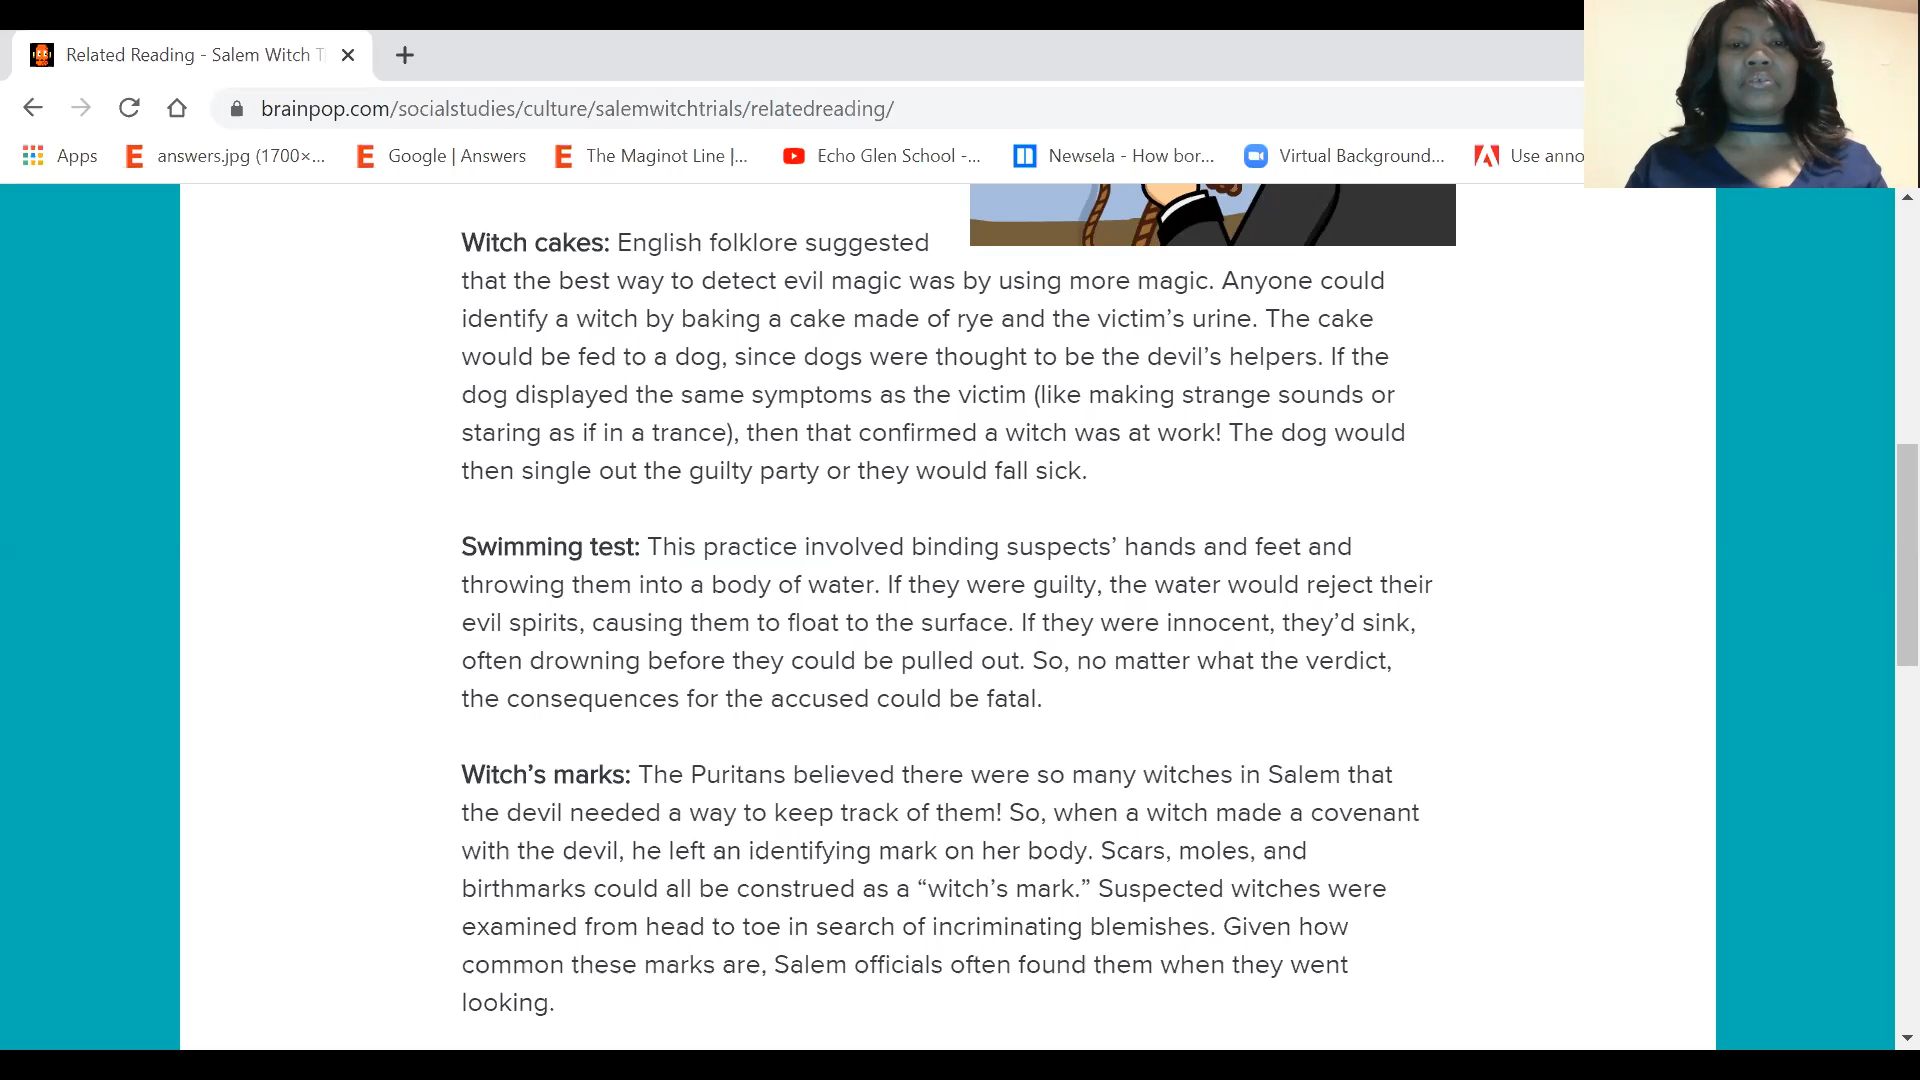 Related Reading - Salem Witch T
brainpop.com/socialstudies/culture/salemwitchtrials/relatedreading/
Apps answers.jpg (1700×... Google | Answers The Maginot Line |... Echo Glen School -... Newsela - How bor... Virtual Background... Use anno
Witch cakes: English folklore suggested
that the best way to detect evil magic was by using more magic. Anyone could
identify a witch by baking a cake made of rye and the victim’s urine. The cake
would be fed to a dog, since dogs were thought to be the devil’s helpers. If the
dog displayed the same symptoms as the victim (like making strange sounds or
staring as if in a trance), then that confirmed a witch was at work! The dog would
then single out the guilty party or they would fall sick.
Swimming test: This practice involved binding suspects’ hands and feet and
throwing them into a body of water. If they were guilty, the water would reject their
evil spirits, causing them to float to the surface. If they were innocent, they’d sink,
often drowning before they could be pulled out. So, no matter what the verdict,
the consequences for the accused could be fatal.
Witch’s marks: The Puritans believed there were so many witches in Salem that
the devil needed a way to keep track of them! So, when a witch made a covenant
with the devil, he left an identifying mark on her body. Scars, moles, and
birthmarks could all be construed as a “witch’s mark.” Suspected witches were
examined from head to toe in search of incriminating blemishes. Given how
common these marks are, Salem officials often found them when they went
looking.